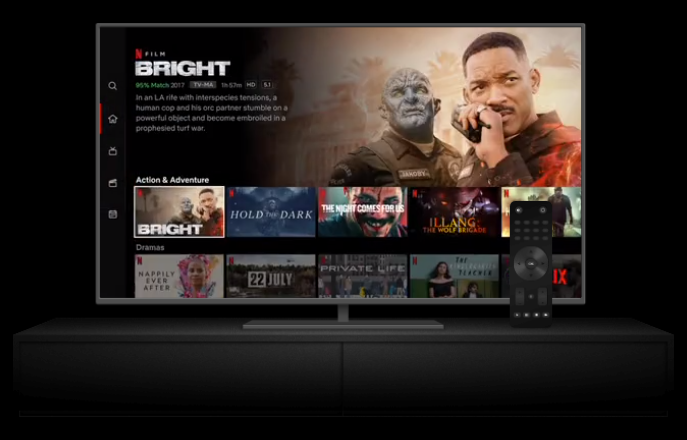 N FILM
BRIGHT
95% Match 2017 TV-MA 1h 57m HD 5.1
In an LA rife with interspecies tensions, a
human cop and his orc partner stumble on a
powerful object and become embroiled in a
prophesied turf war.
JAKOBY
Action & Adventure
BRIGHT
HOLD THE DARK
THE NIGHT COMES FOR US
ILLANG:
THE WOLF BRIGADE
Dramas
NAPPILY
EVER
AFTER
22 JULY
PRIVATE LIFE
THE KINDERGARTEN
TEACHER